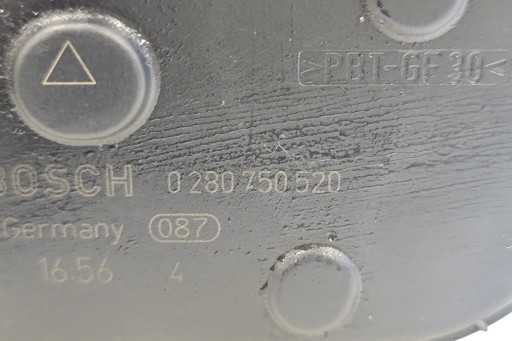 >PBT-GF30<
BOSCH 0 280 750 520
Germany 087
16:56 4